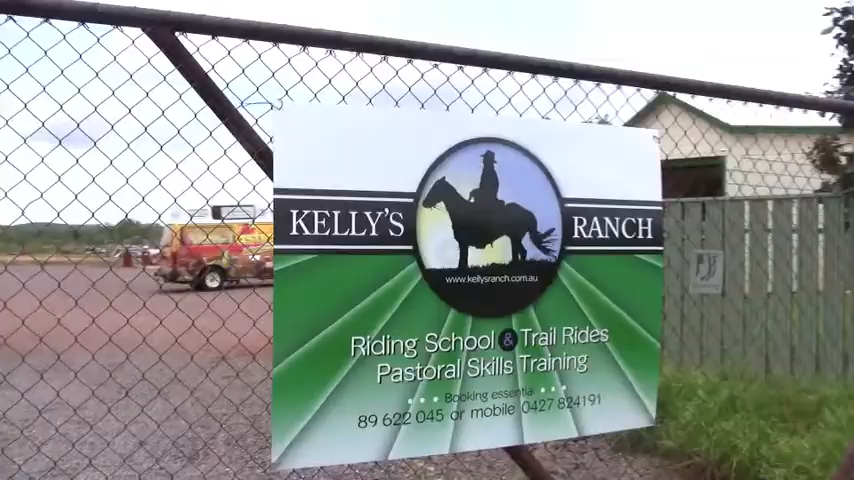 KELLY'S RANCH
www.kellysranch.com.au
Riding School & Trail Rides
Pastoral Skills Training
Booking essential
89 622 045 or mobile 0427 824191